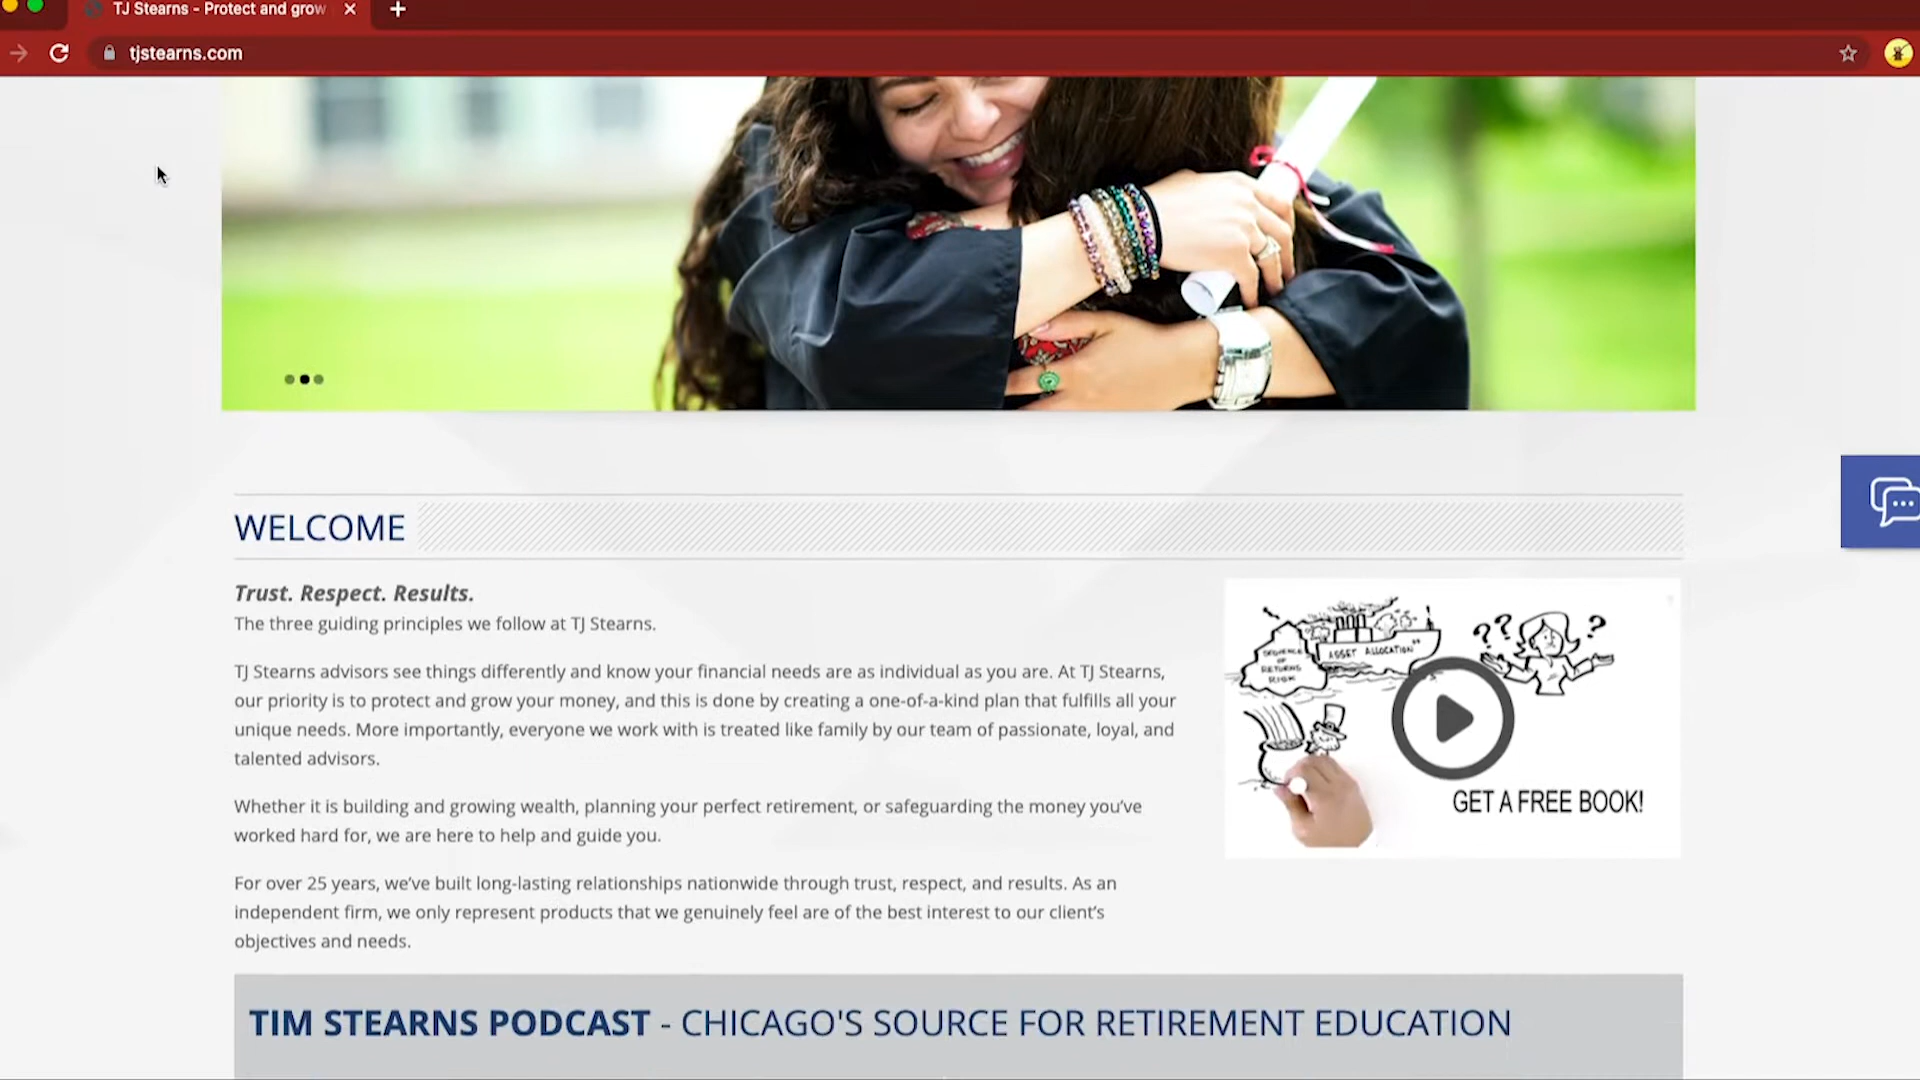 TJ Stearns - Protect and grow
tjstearns.com
WELCOME
Trust. Respect. Results.
The three guiding principles we follow at TJ Stearns.
TJ Stearns advisors see things differently and know your financial needs are as individual as you are. At TJ Stearns,
our priority is to protect and grow your money, and this is done by creating a one-of-a-kind plan that fulfills all your
unique needs. More importantly, everyone we work with is treated like family by our team of passionate, loyal, and
talented advisors.
Whether it is building and growing wealth, planning your perfect retirement, or safeguarding the money you’ve
worked hard for, we are here to help and guide you.
For over 25 years, we’ve built long-lasting relationships nationwide through trust, respect, and results. As an
independent firm, we only represent products that we genuinely feel are of the best interest to our client’s
objectives and needs.
SEQUENCE
OF
RETURNS
RISK
ASSET ALLOCATION
? ? ?
GET A FREE BOOK!
TIM STEARNS PODCAST - CHICAGO'S SOURCE FOR RETIREMENT EDUCATION